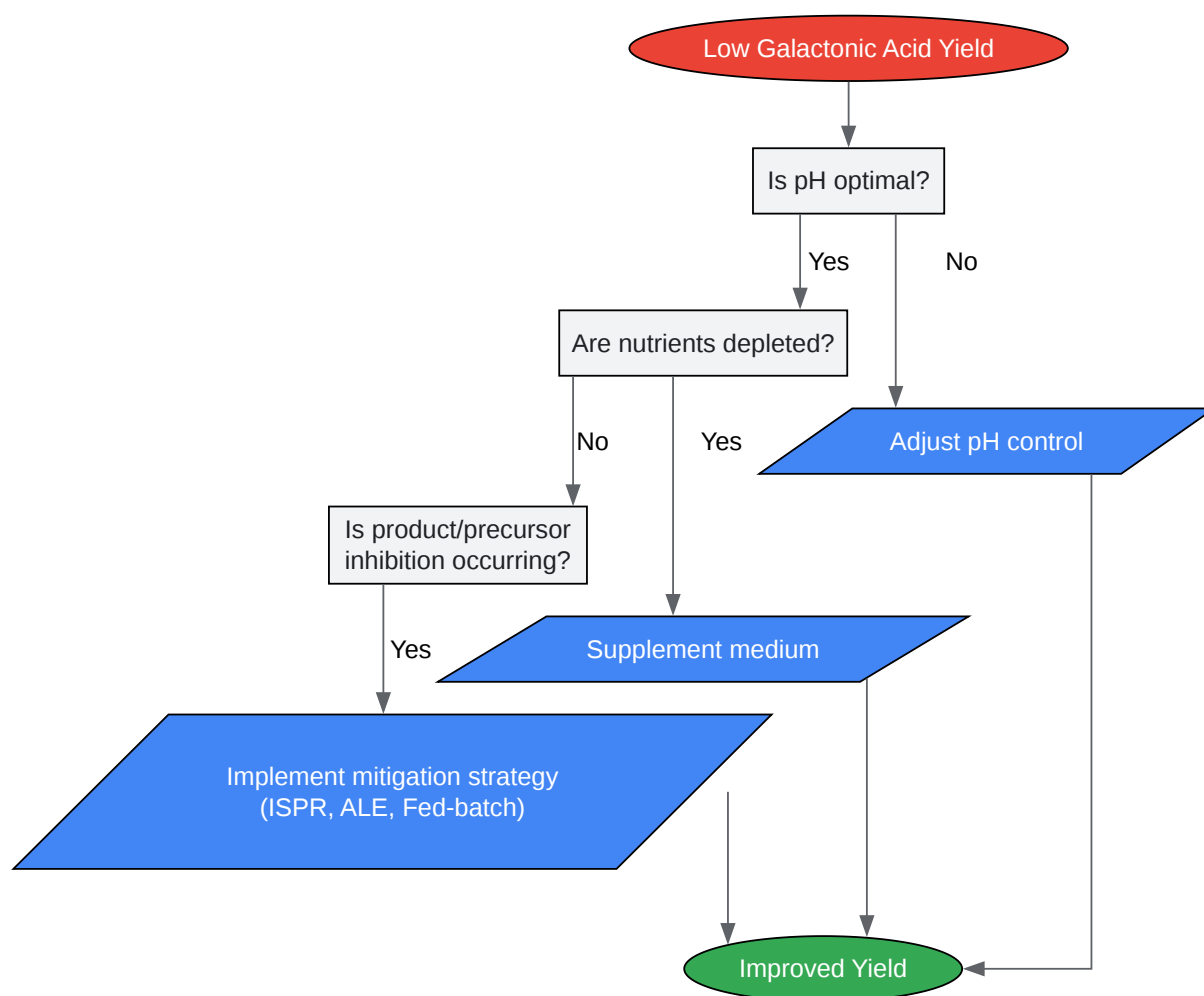 Low Galactonic Acid Yield
Is pH optimal?
Yes
No
Are nutrients depleted?
Adjust pH control
No
Yes
Is product/precursor
inhibition occurring?
Yes
Supplement medium
Implement mitigation strategy
(ISPR, ALE, Fed-batch)
Improved Yield